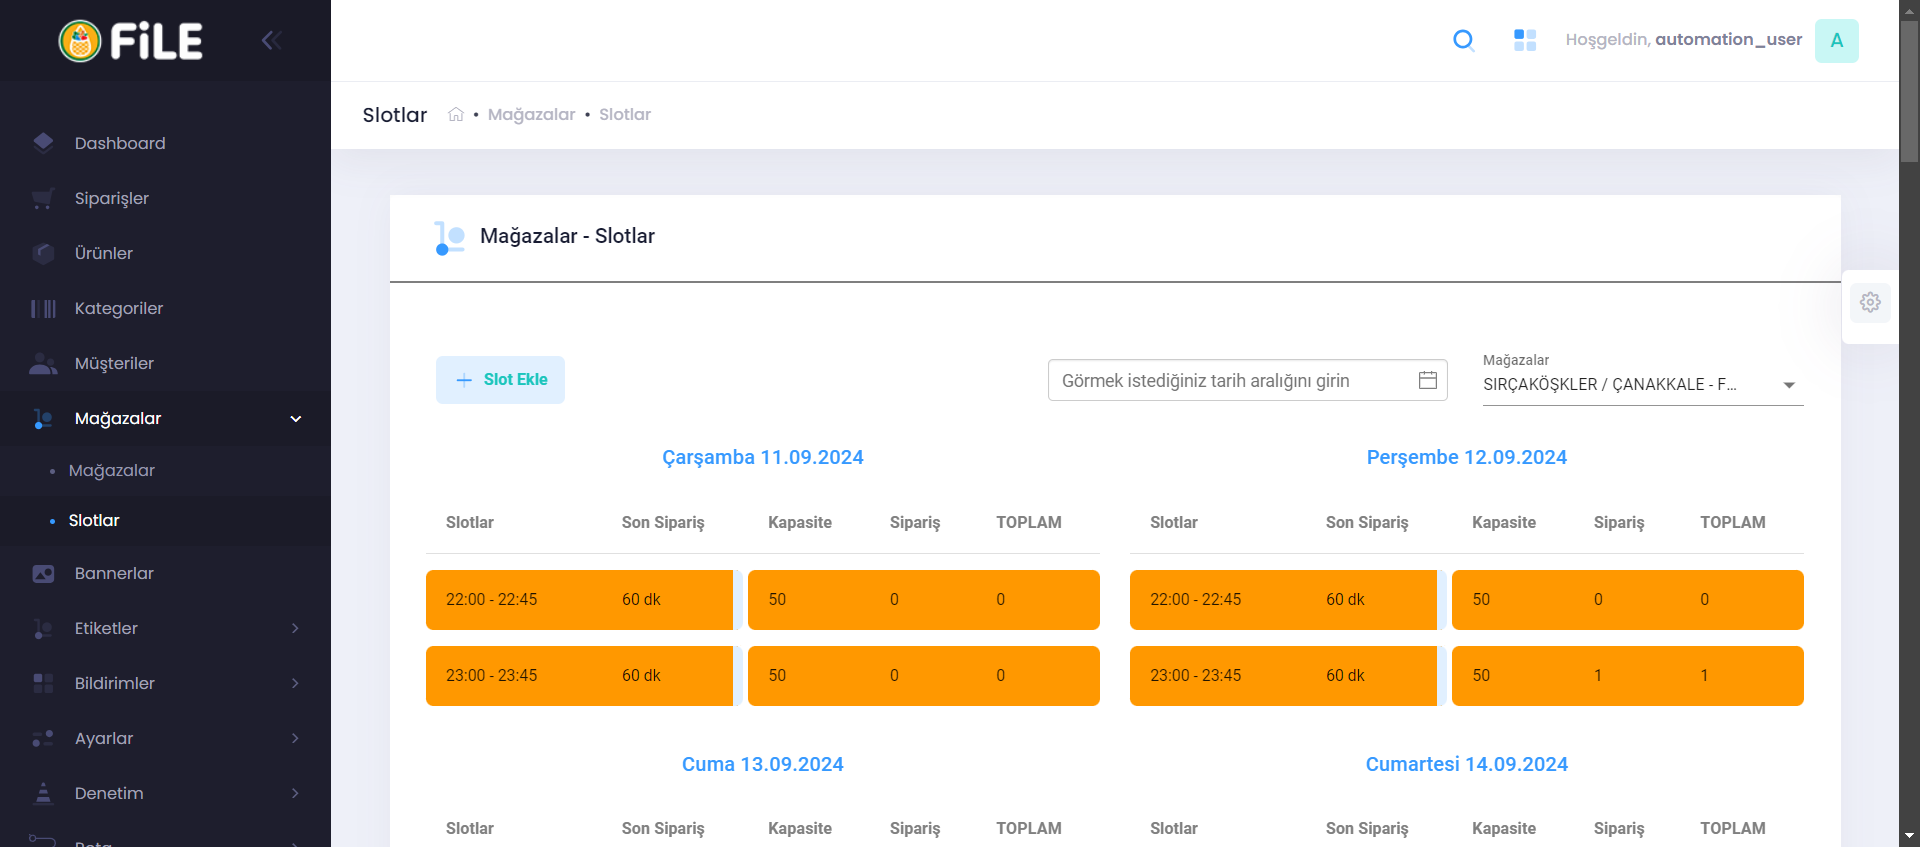 FiLE
Hoşgeldin, automation_user
A
Slotlar
Mağazalar
Slotlar
Dashboard
Siparişler
Ürünler
Kategoriler
Müşteriler
Mağazalar
Mağazalar
Slotlar
Bannerlar
Etiketler
Bildirimler
Ayarlar
Denetim
Mağazalar - Slotlar
Slot Ekle
Görmek istediğiniz tarih aralığını girin
Mağazalar
SIRÇAKÖŞKLER / ÇANAKKALE - F...
Çarşamba 11.09.2024
Slotlar Son Sipariş Kapasite Sipariş TOPLAM
22:00 - 22:45 60 dk 50 0 0
23:00 - 23:45 60 dk 50 0 0
Perşembe 12.09.2024
Slotlar Son Sipariş Kapasite Sipariş TOPLAM
22:00 - 22:45 60 dk 50 0 0
23:00 - 23:45 60 dk 50 1 1
Cuma 13.09.2024
Slotlar Son Sipariş Kapasite Sipariş TOPLAM
Cumartesi 14.09.2024
Slotlar Son Sipariş Kapasite Sipariş TOPLAM